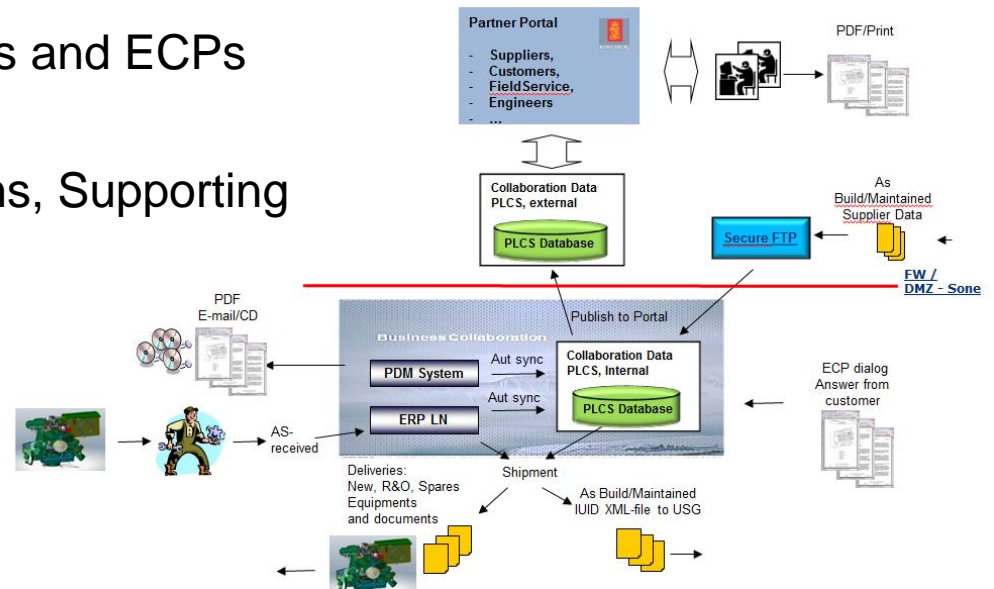 s and ECPs
ns, Supporting
Partner Portal
- Suppliers,
- Customers,
- FieldService,
- Engineers
- ...
KONGSBERG
PDF/Print
Collaboration Data
PLCS, external
PLCS Database
Secure FTP
As
Build/Maintained
Supplier Data
FW /
DMZ - Sone
PDF
E-mail/CD
Publish to Portal
Business Collaboration
PDM System
Aut sync
Collaboration Data
PLCS, Internal
Aut sync
ERP LN
PLCS Database
ECP dialog
Answer from
customer
AS-
received
Deliveries:
New, R&O, Spares
Equipments
and documents
Shipment
As Build/Maintained
IUID XML-file to USG